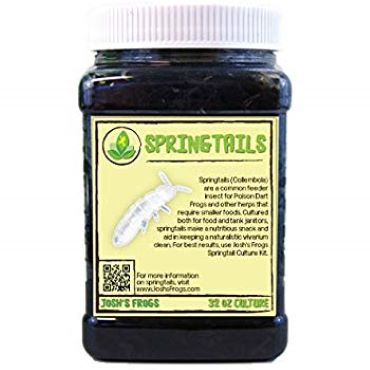 SPRINGTAILS
Springtails (Collembola)
are a common feeder
insect for Poison Dart
Frogs and other herps that
require smaller foods. Cultured
both for food and tank janitors,
springtails make a nutritious snack and
aid in keeping a naturalistic vivarium
clean. For best results, use Josh's Frogs
Springtail Culture Kit.
For more information
on springtails, visit
www.JoshsFrogs.com
JOSH'S FROGS
32 OZ CULTURE